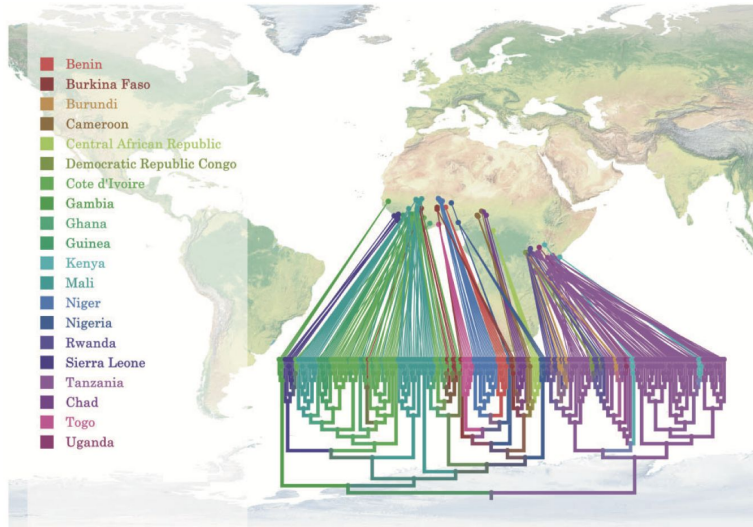 Benin
Burkina Faso
Burundi
Cameroon
Central African Republic
Democratic Republic Congo
Cote d'Ivoire
Gambia
Ghana
Guinea
Kenya
Mali
Niger
Nigeria
Rwanda
Sierra Leone
Tanzania
Chad
Togo
Uganda